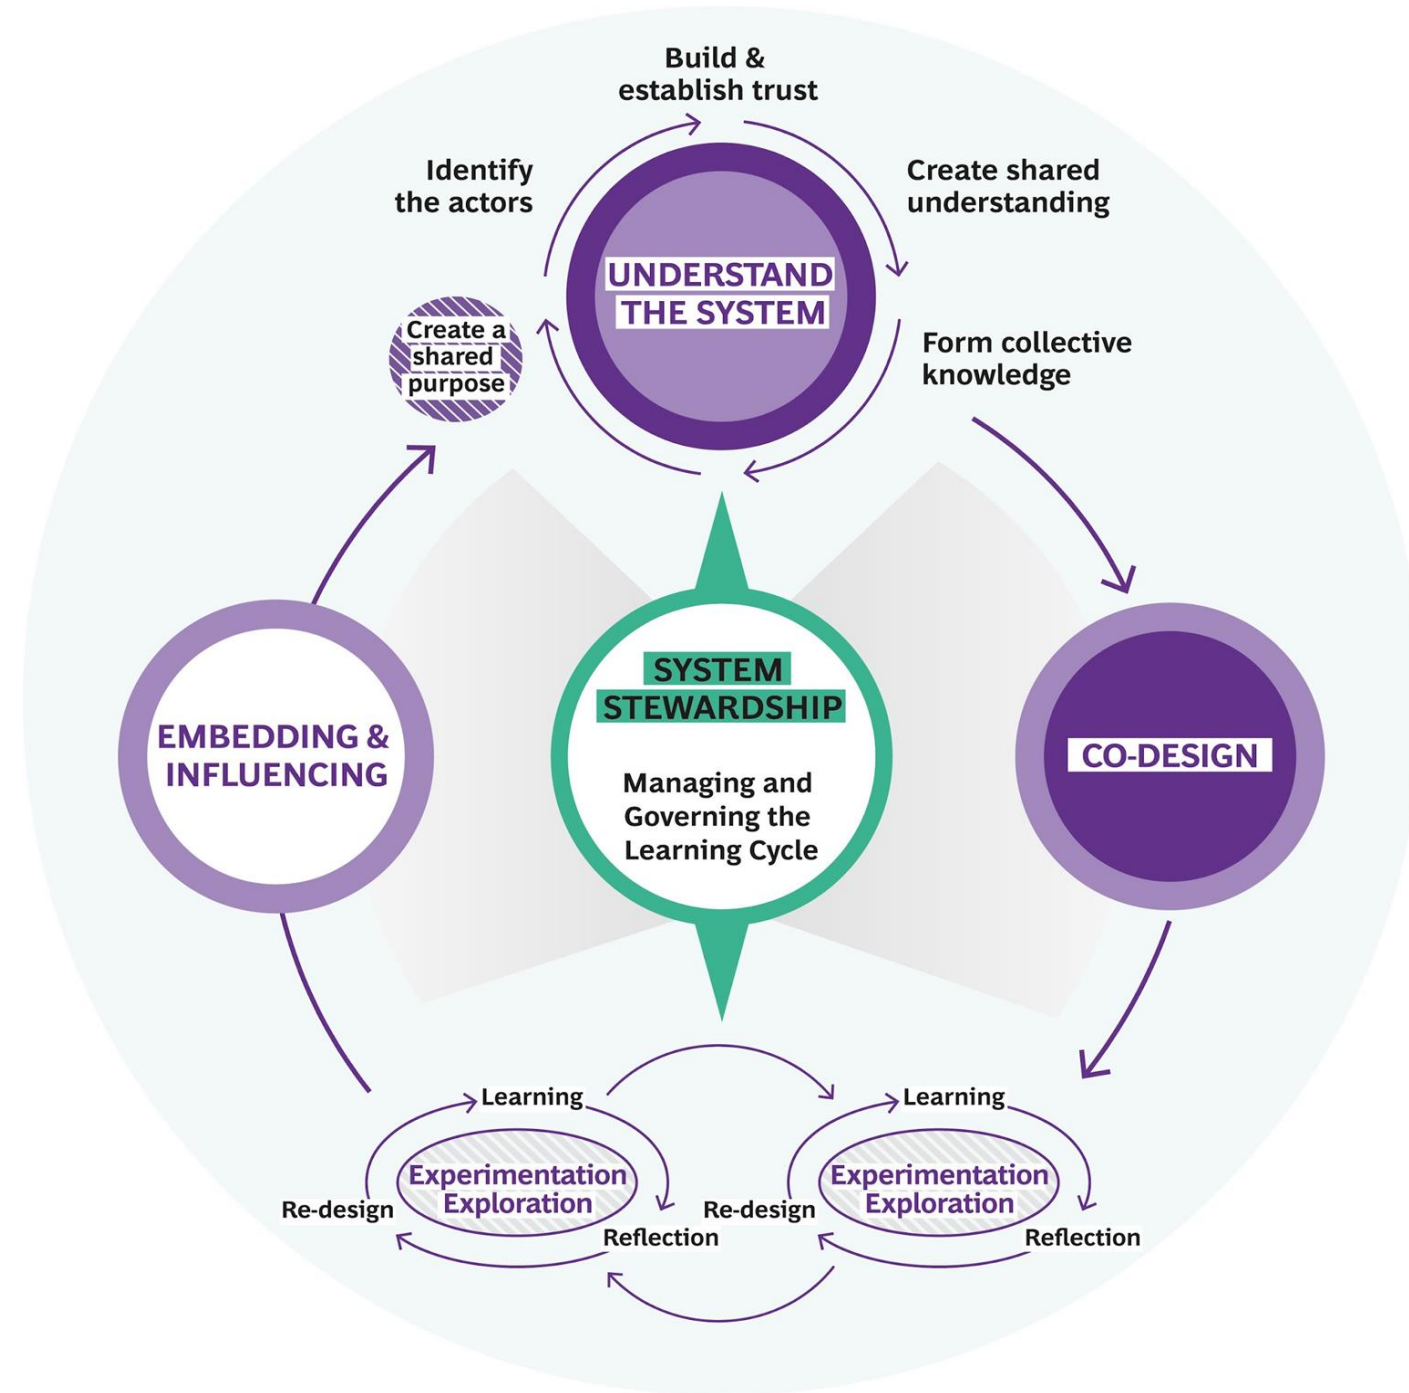 Build &
establish trust
Identify
the actors
Create shared
understanding
UNDERSTAND
THE SYSTEM
Create a
shared
purpose
Form collective
knowledge
SYSTEM
STEWARDSHIP
Managing and
Governing the
Learning Cycle
EMBEDDING &
INFLUENCING
CO-DESIGN
Learning
Experimentation
Exploration
Re-design
Reflection
Learning
Experimentation
Exploration
Re-design
Reflection